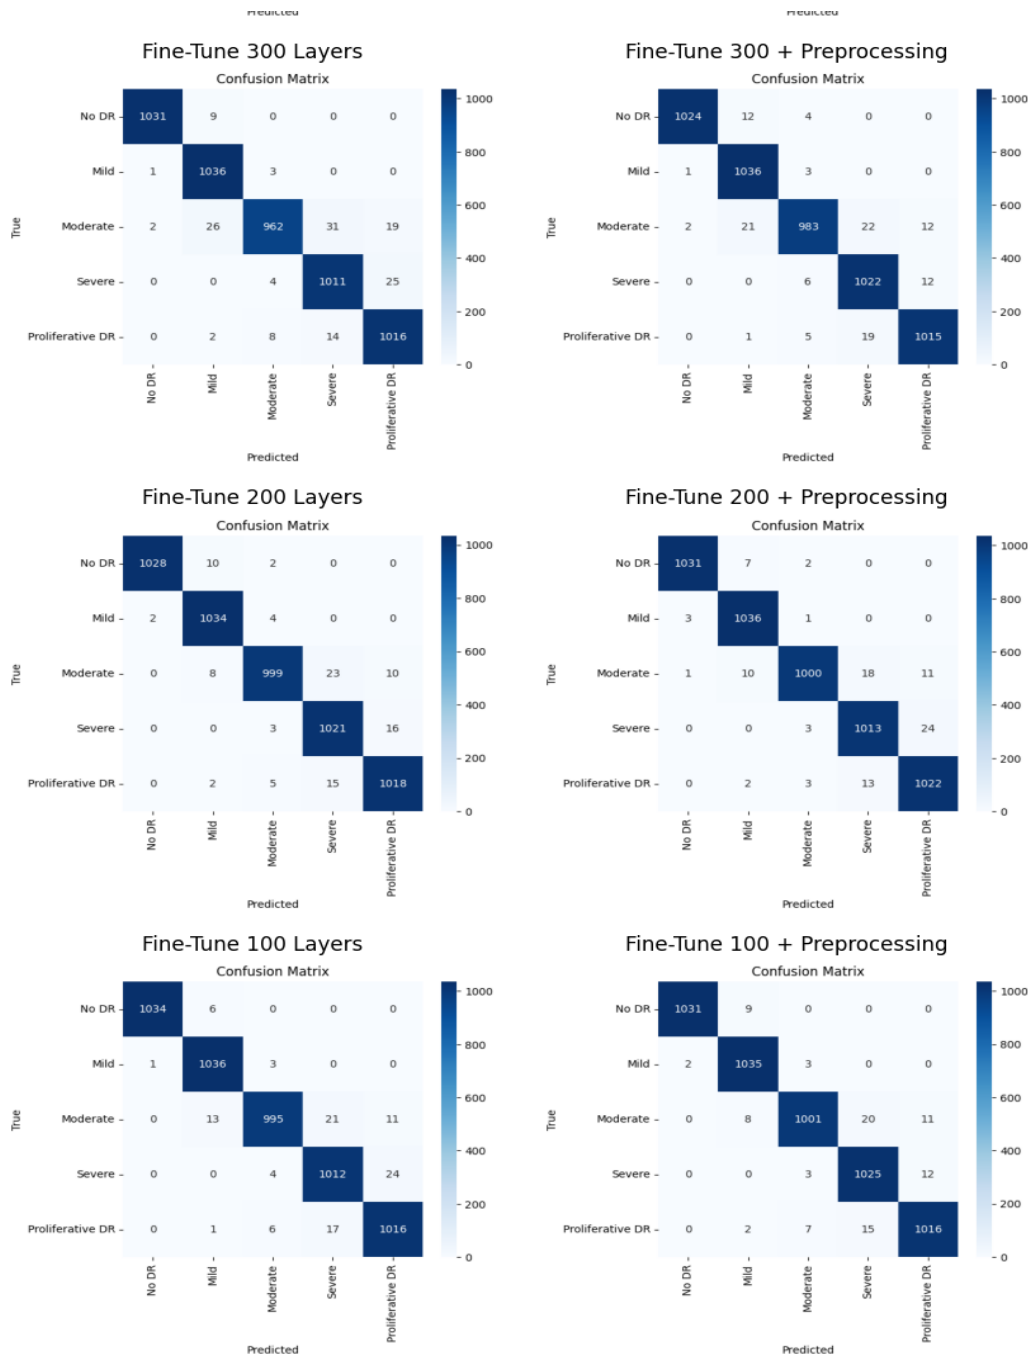 Predicted Predicted
Fine-Tune 300 Layers Fine-Tune 300 + Preprocessing
Confusion Matrix Confusion Matrix
No DR 1031 9 0 0 0 1000 No DR 1024 12 4 0 0 1000
Mild 1 1036 3 0 0 800 Mild 1 1036 3 0 0 800
True Moderate 2 26 962 31 19 600 True Moderate 2 21 983 22 12 600
400 400
Severe 0 0 4 1011 25 200 Severe 0 0 6 1022 12 200
Proliferative DR 0 2 8 14 1016 0 Proliferative DR 0 1 5 19 1015 0
No DR Mild Moderate Severe Proliferative DR No DR Mild Moderate Severe Proliferative DR
Predicted Predicted
Fine-Tune 200 Layers Fine-Tune 200 + Preprocessing
Confusion Matrix Confusion Matrix
No DR 1028 10 2 0 0 1000 No DR 1031 7 2 0 0 1000
Mild 2 1034 4 0 0 800 Mild 3 1036 1 0 0 800
True Moderate 0 8 999 23 10 600 True Moderate 1 10 1000 18 11 600
400 400
Severe 0 0 3 1021 16 200 Severe 0 0 3 1013 24 200
Proliferative DR 0 2 5 15 1018 0 Proliferative DR 0 2 3 13 1022 0
No DR Mild Moderate Severe Proliferative DR No DR Mild Moderate Severe Proliferative DR
Predicted Predicted
Fine-Tune 100 Layers Fine-Tune 100 + Preprocessing
Confusion Matrix Confusion Matrix
No DR 1034 6 0 0 0 1000 No DR 1031 9 0 0 0 1000
Mild 1 1036 3 0 0 800 Mild 2 1035 3 0 0 800
True Moderate 0 13 995 21 11 600 True Moderate 0 8 1001 20 11 600
400 400
Severe 0 0 4 1012 24 200 Severe 0 0 3 1025 12 200
Proliferative DR 0 1 6 17 1016 0 Proliferative DR 0 2 7 15 1016 0
No DR Mild Moderate Severe Proliferative DR No DR Mild Moderate Severe Proliferative DR
Predicted Predicted